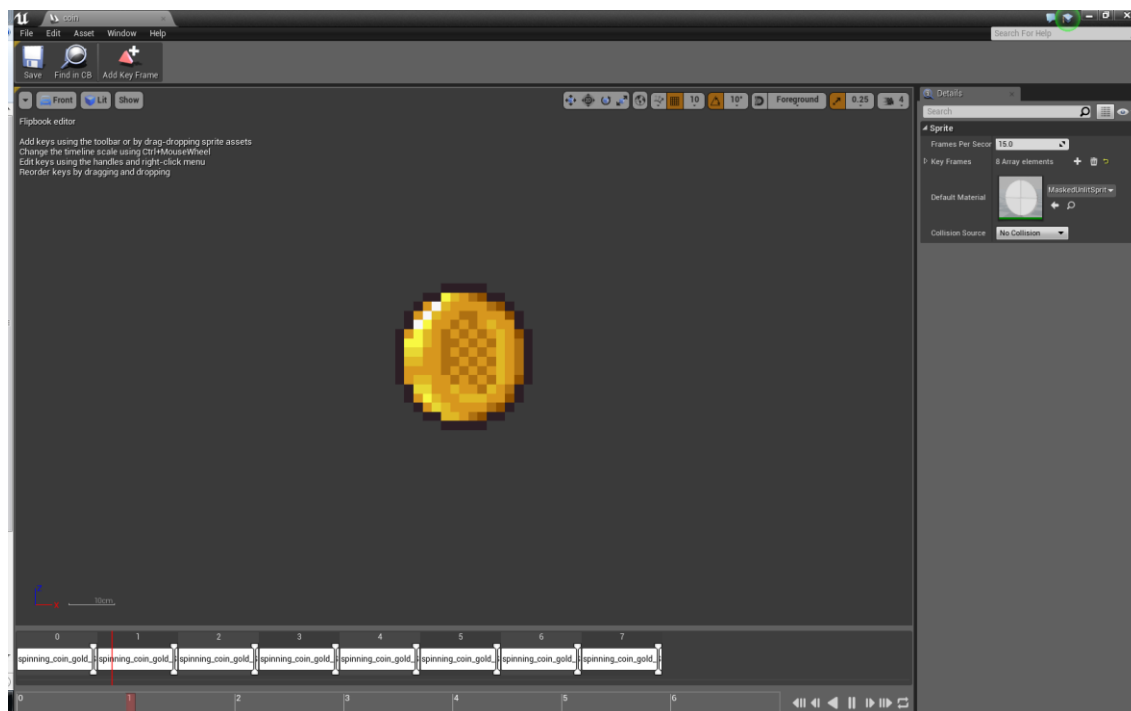 coin
File Edit Asset Window Help
Search For Help
Save Find in CB Add Key Frame
Front Lit Show
10 10° Foreground 0.25 4
Flipbook editor
Add keys using the toolbar or by drag-dropping sprite assets
Change the timeline scale using Ctrl+MouseWheel
Edit keys using the handles and right-click menu
Reorder keys by dragging and dropping
Details
Search
Sprite
Frames Per Secor 15.0
Key Frames 8 Array elements
Default Material MaskedUnlitSprit
Collision Source No Collision
Z
X 10cm
0 1 2 3 4 5 6 7
spinning_coin_gold_ spinning_coin_gold_ spinning_coin_gold_ spinning_coin_gold_ spinning_coin_gold_ spinning_coin_gold_ spinning_coin_gold_ spinning_coin_gold_
0 1 2 3 4 5 6